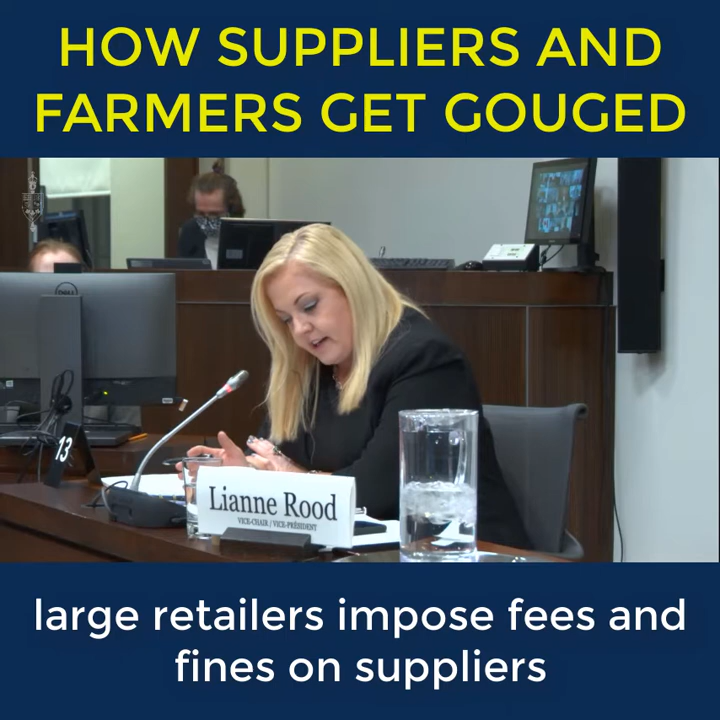 HOW SUPPLIERS AND
FARMERS GET GOUGED
DELL
13
Lianne Rood
VICE-CHAIR / VICE-PRÉSIDENT
large retailers impose fees and
fines on suppliers